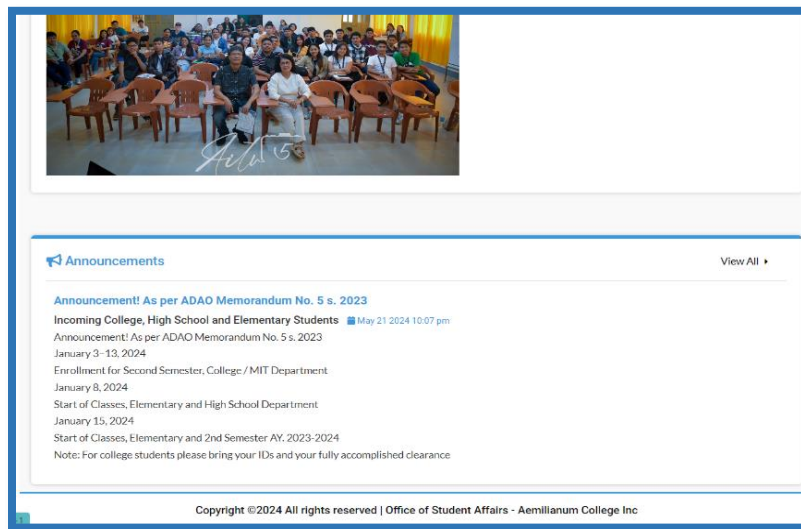 Announcements
View All
Announcement! As per ADAO Memorandum No. 5 s. 2023
Incoming College, High School and Elementary Students May 21 2024 10:07 pm
Announcement! As per ADAO Memorandum No. 5 s. 2023
January 3–13, 2024
Enrollment for Second Semester, College / MIT Department
January 8, 2024
Start of Classes, Elementary and High School Department
January 15, 2024
Start of Classes, Elementary and 2nd Semester AY. 2023-2024
Note: For college students please bring your IDs and your fully accomplished clearance
Copyright ©2024 All rights reserved | Office of Student Affairs - Aemilianum College Inc